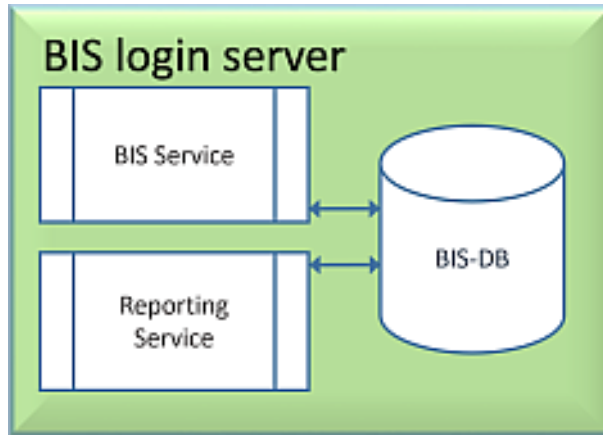 BIS login server
BIS Service
BIS-DB
Reporting
Service